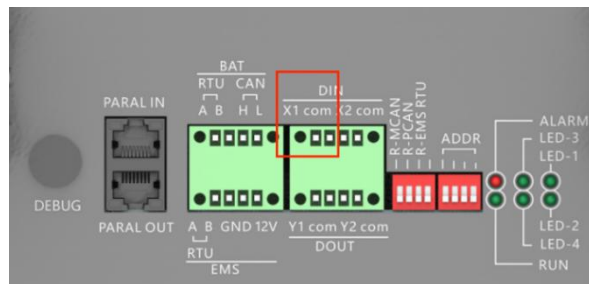 BAT
RTU CAN
A B H L
DIN
X1 com X2 com
PARAL IN
R-MCAN
R-PCAN
R-EMS RTU
ADDR
ALARM
LED-3
LED-1
DEBUG
PARAL OUT
A B GND 12V
RTU
EMS
Y1 com Y2 com
DOUT
LED-2
LED-4
RUN